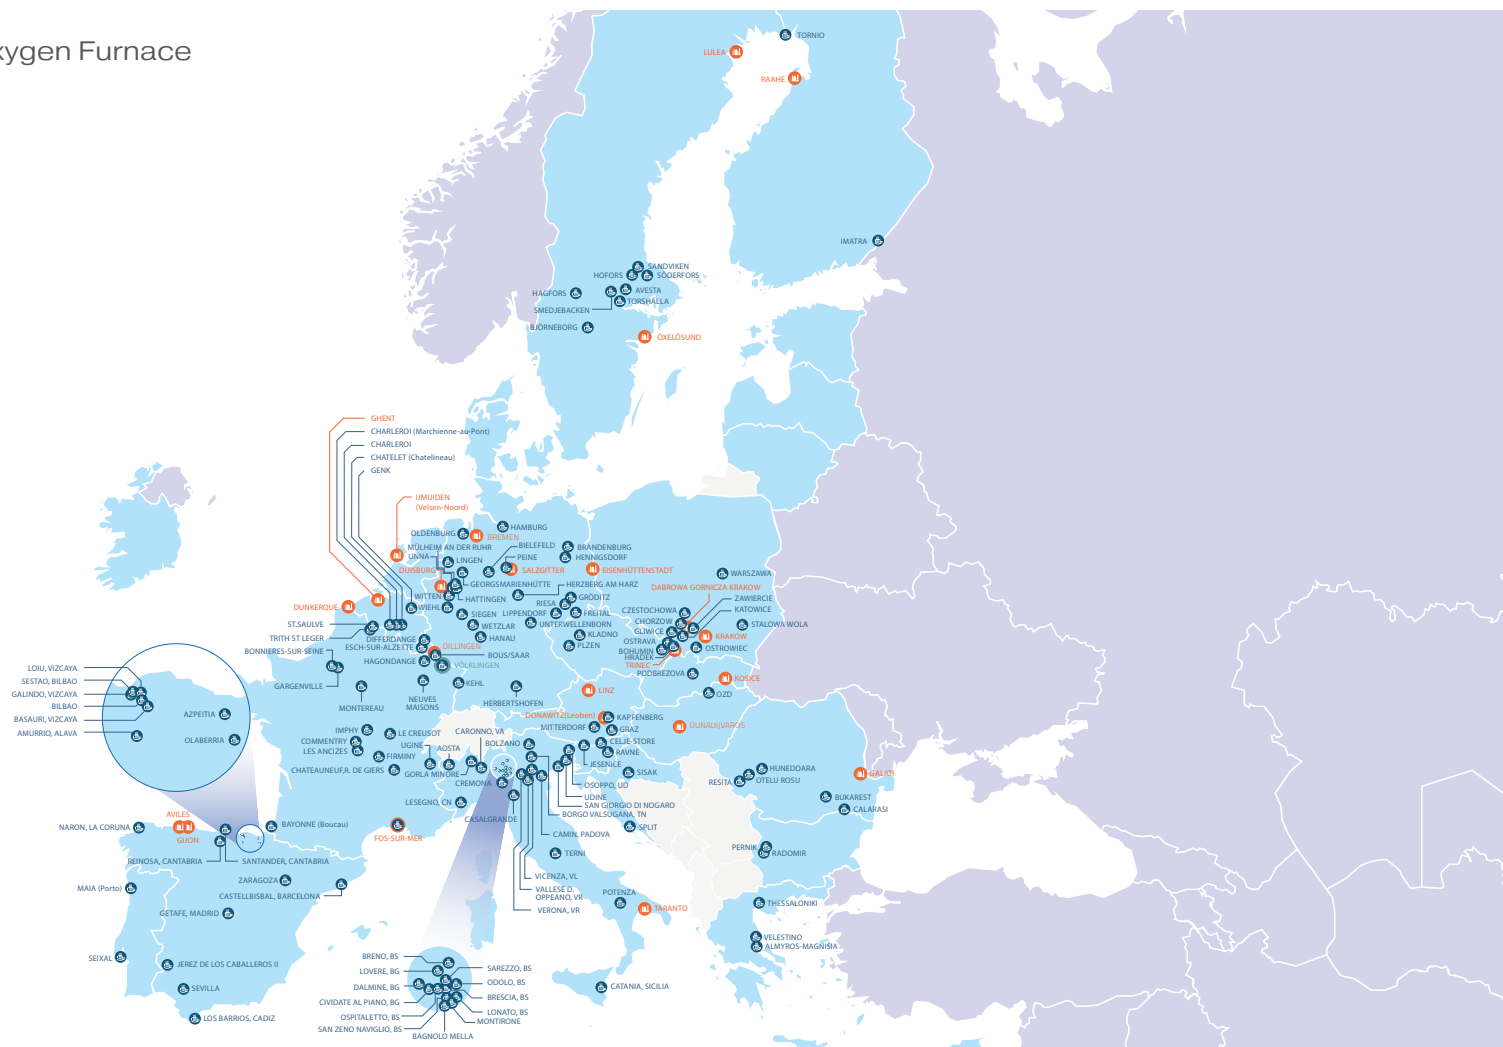 xygen Furnace
TORNIO
LULEA
RAAHE
IMATRA
SANDVIKEN
HOFORS
SÖDERFORS
HAGFORS
AVESTA
TORSHÄLLA
SMEDJEBACKEN
BJÖRNEBORG
ÖXELÖSUND
GHENT
CHARLEROI (Marchienne-au-Pont)
CHARLEROI
CHATELET (Chatelineau)
GENK
IJMUIDEN
(Velsen-Noord)
HAMBURG
OLDENBURG
BREMEN
MÜLHEIM AN DER RUHR
UNNA
LINGEN
BIELEFELD
PEINE
BRANDENBURG
HENNIGSDORF
DUISBURG
SALZGITTER
EISENHÜTTENSTADT
WARSZAWA
GEORGSMARIENHÜTTE
HERZBERG AM HARZ
DABROWA GORNICZA KRAKOW
WITTEN
HATTINGEN
RIESA
GRÖDITZ
ZAWIERCIE
DUNKERQUE
WIEHL
SIEGEN
LIPPENDORF
FREITAL
CZESTOCHOWA
KATOWICE
ST.SAULVE
WETZLAR
UNTERWELLENBORN
CHORZOW
STALOWA WOLA
TRITH ST LEGER
DIFFERDANGE
HANAU
KLADNO
GLIWICE
KRAKOW
ESCH-SUR-ALZETTE
DILLINGEN
PLZEN
OSTRAVA
OSTROWIEC
BONNIERES-SUR-SEINE
BOUS/SAAR
BOHUMIN
HRADEK
HAGONDANGE
VÖLKLINGEN
TRINEC
LOIU, VIZCAYA
SESTAO, BILBAO
GARGENVILLE
KEHL
PODBREZOVA
KOSICE
GALINDO, VIZCAYA
LINZ
OZD
BILBAO
AZPEITIA
MONTEREAU
NEUVES
MAISONS
HERBERTSHOFEN
BASAURI, VIZCAYA
DONAWITZ(Leoben)
KAPFENBERG
AMURRIO, ALAVA
OLABERRIA
IMPHY
LE CREUSOT
CARONNO, VA
MITTERDORF
GRAZ
DUNAUJVAROS
COMMENTRY
UGINE
AOSTA
BOLZANO
CELJE-STORE
LES ANCIZES
FIRMINY
RAVNE
CHATEAUNEUF,R. DE GIERS
GORLA MINORE
JESENICE
HUNEDOARA
CREMONA
SISAK
RESITA
OTELU ROSU
GALATI
OSOPPO, UD
UDINE
BUKAREST
LESEGNO, CN
SAN GIORGIO DI NOGARO
CALARASI
AVILES
CASALGRANDE
BORGO VALSUGANA, TN
NARON, LA CORUNA
BAYONNE (Boucau)
SPLIT
GIJON
FOS-SUR-MER
CAMIN, PADOVA
PERNIK
RADOMIR
REINOSA, CANTABRIA
SANTANDER, CANTABRIA
TERNI
ZARAGOZA
VICENZA, VL
MAIA (Porto)
CASTELLBISBAL, BARCELONA
VALLESE D.
OPPEANO, VR
POTENZA
THESSALONIKI
GETAFE, MADRID
VERONA, VR
TARANTO
VELESTINO
ALMYROS-MAGNISIA
SEIXAL
JEREZ DE LOS CABALLEROS II
BRENO, BS
LOVERE, BG
SAREZZO, BS
ODOLO, BS
SEVILLA
DALMINE, BG
CATANIA, SICILIA
CIVIDATE AL PIANO, BG
BRESCIA, BS
LOS BARRIOS, CADIZ
OSPITALETTO, BS
LONATO, BS
SAN ZENO NAVIGLIO, BS
MONTIRONE
BAGNOLO MELLA